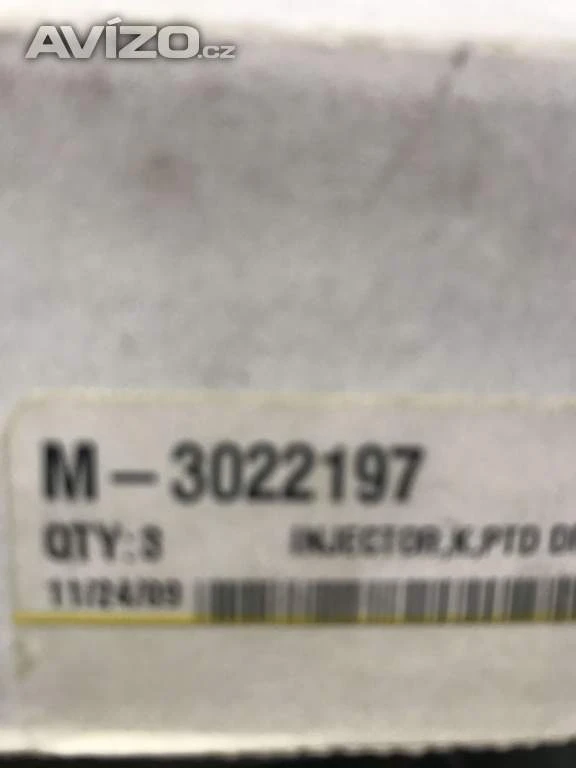 AVÍZO.cz
M-3022197
QTY:3 INJECTOR,K,PTD
11/24/09